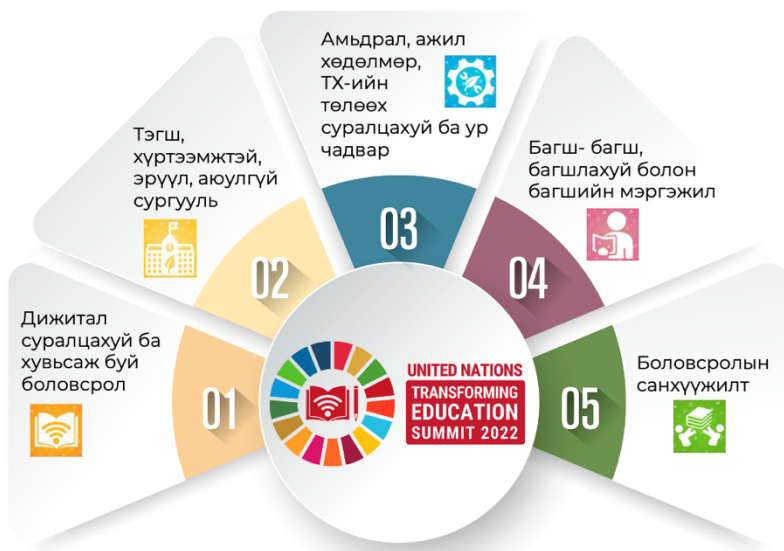 Дижитал
суралцахуй ба
хувьсаж буй
боловсрол
01
Тэгш,
хүртээмжтэй,
эрүүл, аюулгүй
сургууль
02
Амьдрал, ажил
хөдөлмөр,
ТХ-ийн
төлөөх
суралцахуй ба ур
чадвар
03
Багш- багш,
багшлахуй болон
багшийн мэргэжил
04
Боловсролын
санхүүжилт
05
UNITED NATIONS
TRANSFORMING
EDUCATION
SUMMIT 2022